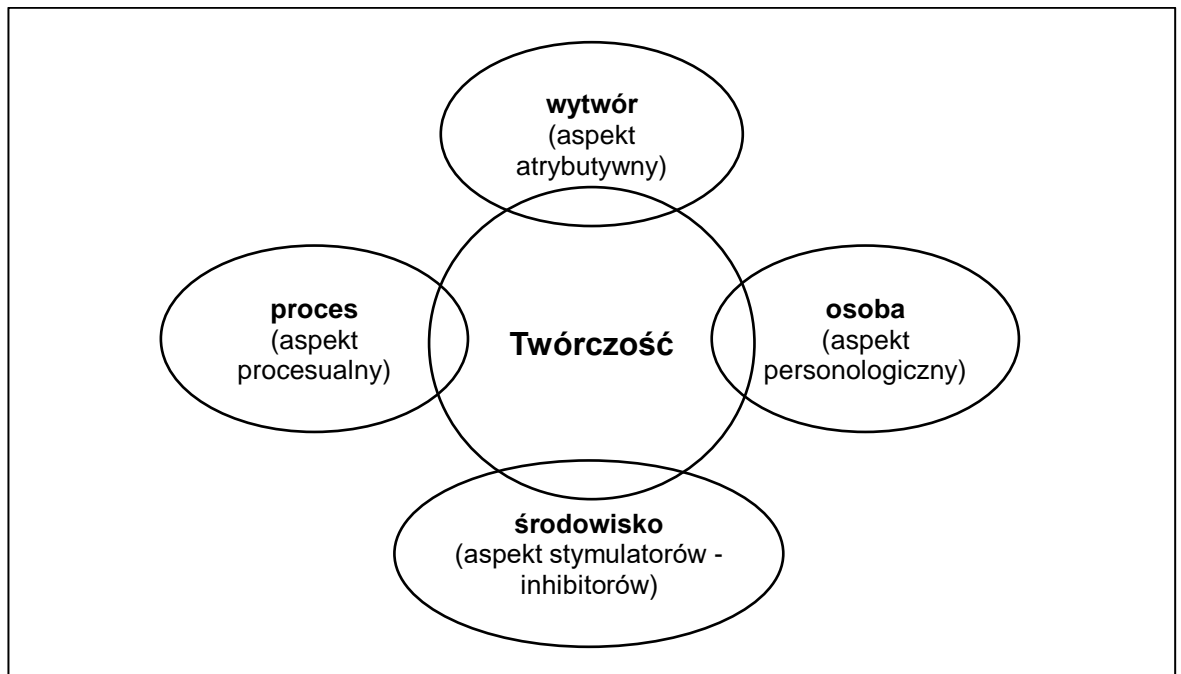 wytwór
(aspekt
atrybutywny)
proces
(aspekt
procesualny)
Twórczość
osoba
(aspekt
personologiczny)
środowisko
(aspekt stymulatorów -
inhibitorów)